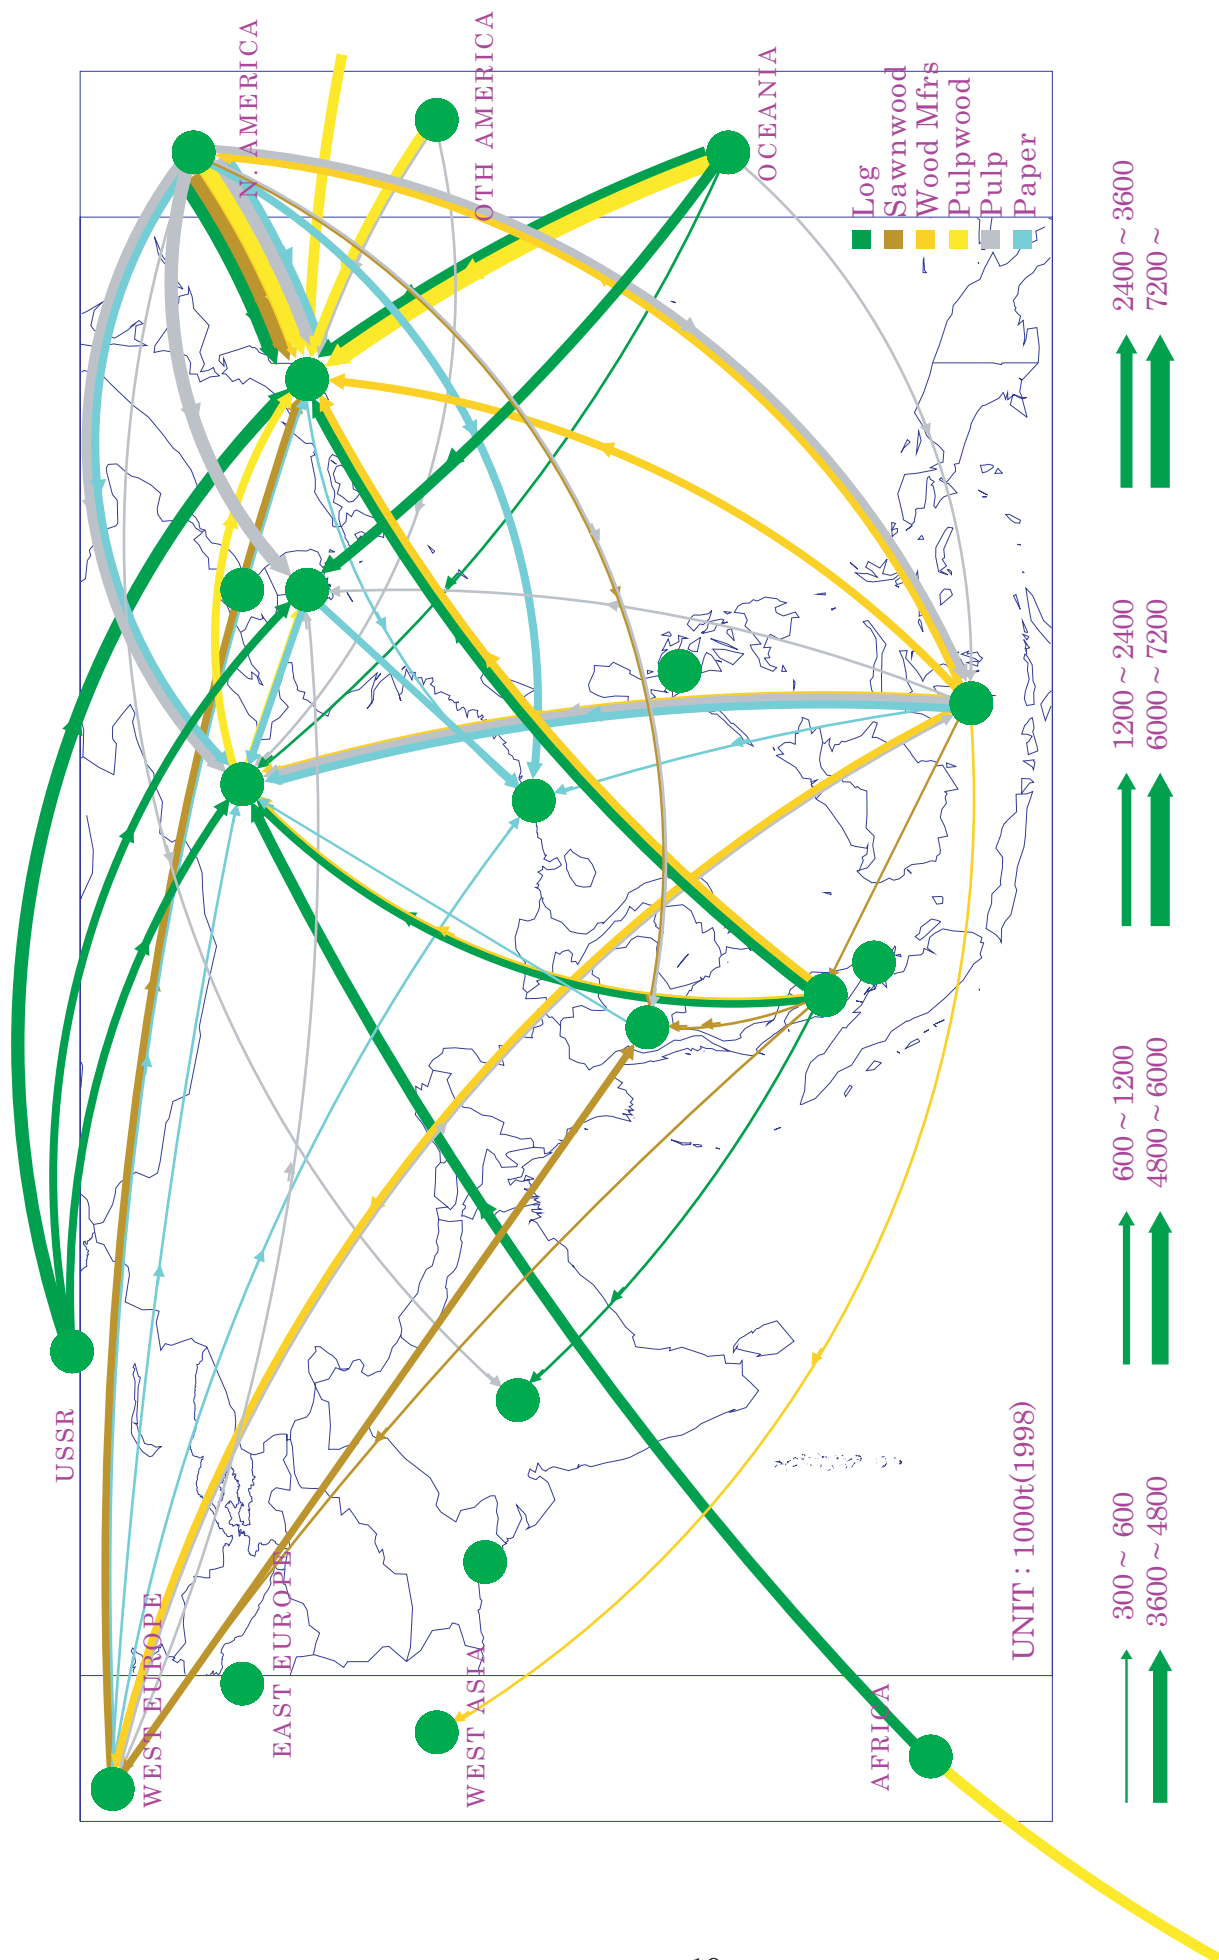 N. AMERICA
OTH AMERICA
OCEANIA
Log
Sawnwood
Wood Mfrs
Pulpwood
Pulp
Paper
USSR
WEST EUROPE
EAST EUROPE
WEST ASIA
AFRICA
UNIT : 1000t(1998)
300 ~ 600
600 ~ 1200
1200 ~ 2400
2400 ~ 3600
3600 ~ 4800
4800 ~ 6000
6000 ~ 7200
7200 ~